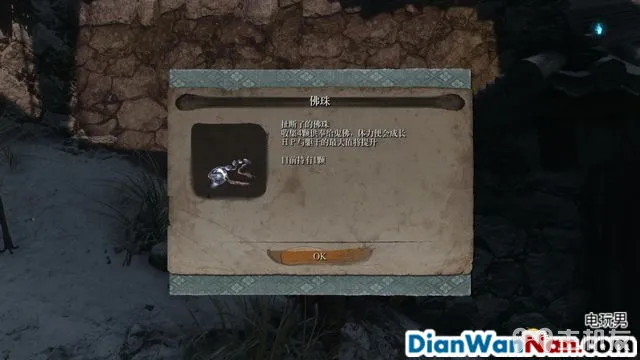 佛珠
扯断了的佛珠
收集4颗供奉给鬼佛，体力便会成长
HP与躯干的最大值将提升
目前持有1颗
OK
电玩男
DianWanNan.com